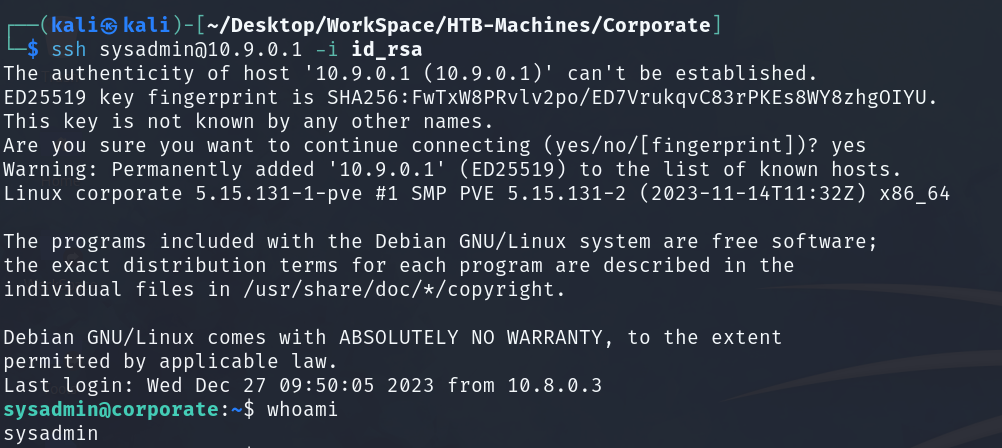 ┌──(kali㉿kali)-[~/Desktop/WorkSpace/HTB-Machines/Corporate]
└─$ ssh sysadmin@10.9.0.1 -i id_rsa
The authenticity of host '10.9.0.1 (10.9.0.1)' can't be established.
ED25519 key fingerprint is SHA256:FwTxW8PRvlv2po/ED7VrukqvC83rPKEs8WY8zhgOIYU.
This key is not known by any other names.
Are you sure you want to continue connecting (yes/no/[fingerprint])? yes
Warning: Permanently added '10.9.0.1' (ED25519) to the list of known hosts.
Linux corporate 5.15.131-1-pve #1 SMP PVE 5.15.131-2 (2023-11-14T11:32Z) x86_64

The programs included with the Debian GNU/Linux system are free software;
the exact distribution terms for each program are described in the
individual files in /usr/share/doc/*/copyright.

Debian GNU/Linux comes with ABSOLUTELY NO WARRANTY, to the extent
permitted by applicable law.
Last login: Wed Dec 27 09:50:05 2023 from 10.8.0.3
sysadmin@corporate:~$ whoami
sysadmin